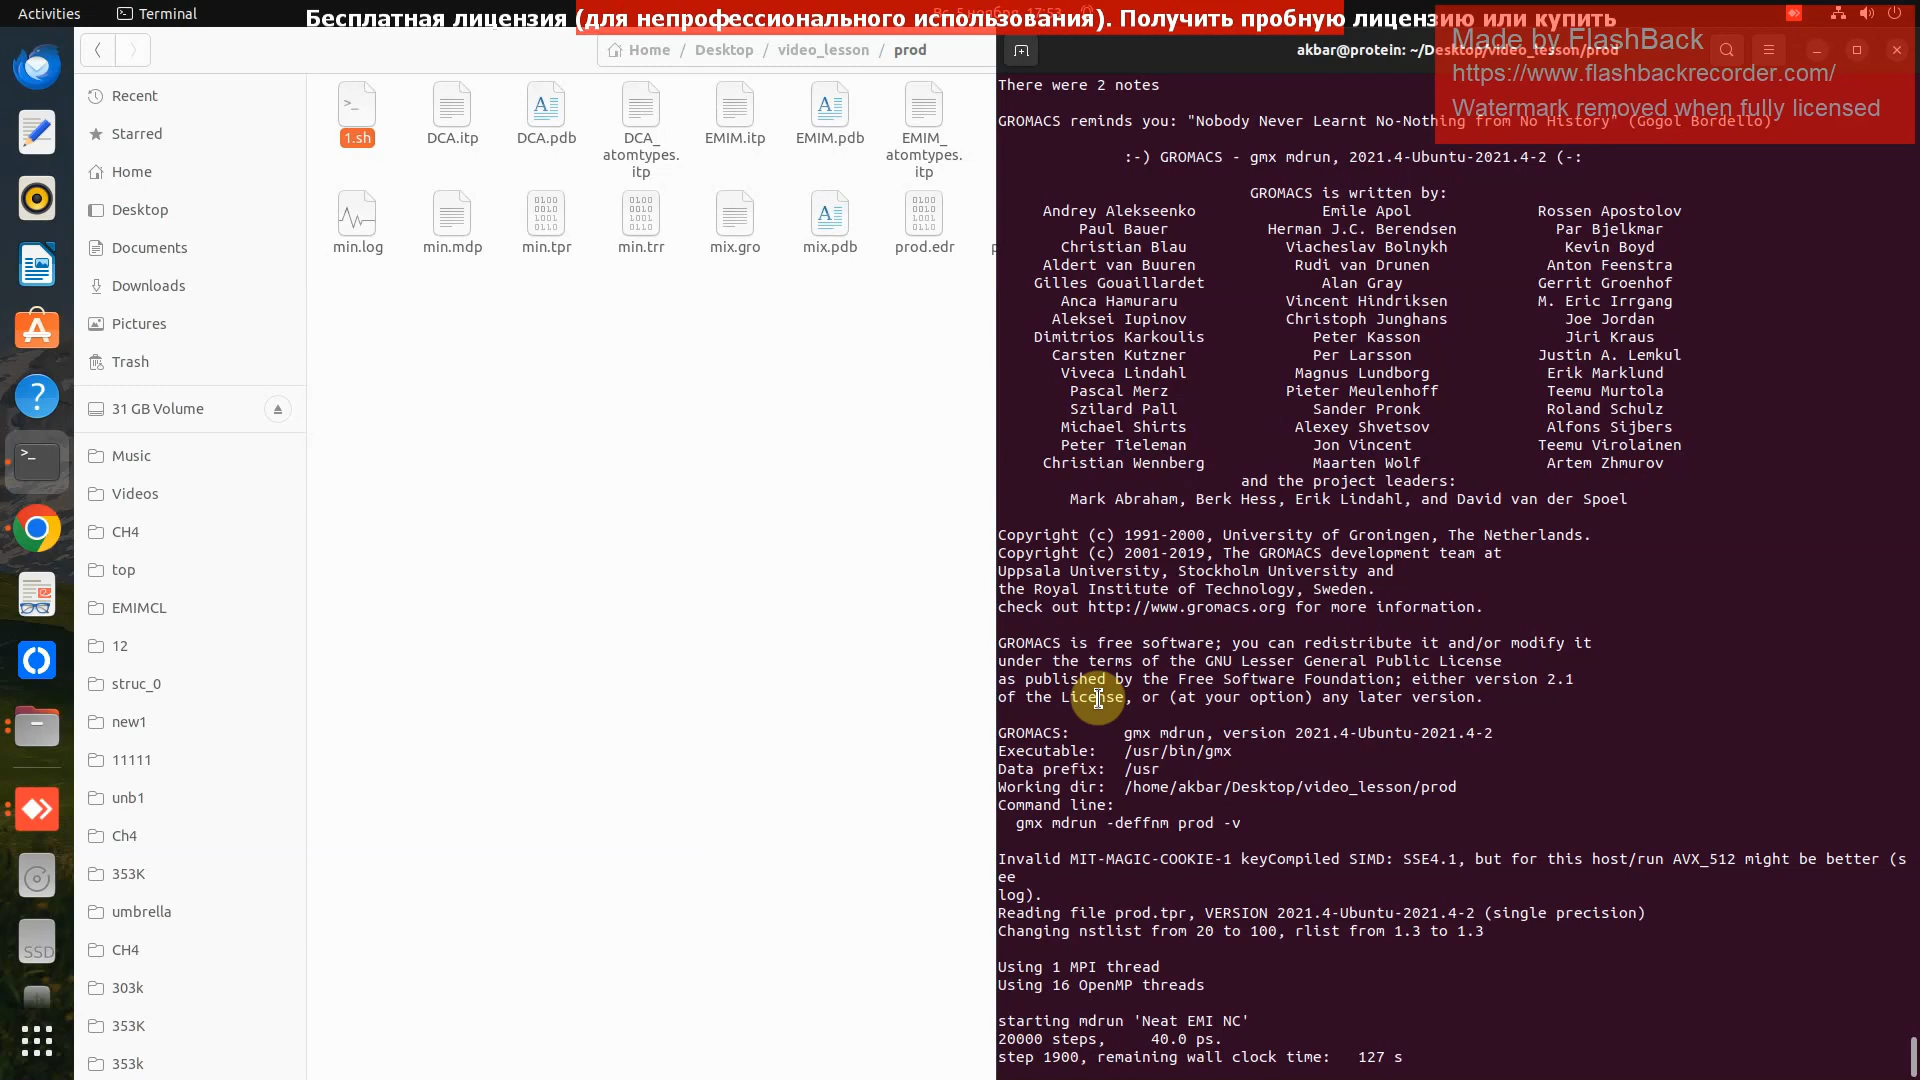 Activities
Terminal
Бесплатная лицензия (для непрофессионального использования). Получить пробную лицензию или купить
Home / Desktop / video_lesson / prod
akbar@protein: ~/Desktop/video_lesson/prod
Made by FlashBack
https://www.flashbackrecorder.com/
Watermark removed when fully licensed
Recent
Starred
Home
Desktop
Documents
Downloads
Pictures
Trash
31 GB Volume
Music
Videos
CH4
top
EMIMCL
12
struc_0
new1
11111
unb1
Ch4
353K
umbrella
CH4
303k
353K
353k
SSD
1.sh
DCA.itp
DCA.pdb
DCA_
atomtypes.
itp
EMIM.itp
EMIM.pdb
EMIM_
atomtypes.
itp
min.log
min.mdp
min.tpr
min.trr
mix.gro
mix.pdb
prod.edr
There were 2 notes
GROMACS reminds you: "Nobody Never Learnt No-Nothing from No History" (Gogol Bordello)
:-) GROMACS - gmx mdrun, 2021.4-Ubuntu-2021.4-2 (-:
GROMACS is written by:
Andrey Alekseenko Emile Apol Rossen Apostolov
Paul Bauer Herman J.C. Berendsen Par Bjelkmar
Christian Blau Viacheslav Bolnykh Kevin Boyd
Aldert van Buuren Rudi van Drunen Anton Feenstra
Gilles Gouaillardet Alan Gray Gerrit Groenhof
Anca Hamuraru Vincent Hindriksen M. Eric Irrgang
Aleksei Iupinov Christoph Junghans Joe Jordan
Dimitrios Karkoulis Peter Kasson Jiri Kraus
Carsten Kutzner Per Larsson Justin A. Lemkul
Viveca Lindahl Magnus Lundborg Erik Marklund
Pascal Merz Pieter Meulenhoff Teemu Murtola
Szilard Pall Sander Pronk Roland Schulz
Michael Shirts Alexey Shvetsov Alfons Sijbers
Peter Tieleman Jon Vincent Teemu Virolainen
Christian Wennberg Maarten Wolf Artem Zhmurov
and the project leaders:
Mark Abraham, Berk Hess, Erik Lindahl, and David van der Spoel
Copyright (c) 1991-2000, University of Groningen, The Netherlands.
Copyright (c) 2001-2019, The GROMACS development team at
Uppsala University, Stockholm University and
the Royal Institute of Technology, Sweden.
check out http://www.gromacs.org for more information.
GROMACS is free software; you can redistribute it and/or modify it
under the terms of the GNU Lesser General Public License
as published by the Free Software Foundation; either version 2.1
of the License, or (at your option) any later version.
GROMACS: gmx mdrun, version 2021.4-Ubuntu-2021.4-2
Executable: /usr/bin/gmx
Data prefix: /usr
Working dir: /home/akbar/Desktop/video_lesson/prod
Command line:
gmx mdrun -deffnm prod -v
Invalid MIT-MAGIC-COOKIE-1 keyCompiled SIMD: SSE4.1, but for this host/run AVX_512 might be better (s
ee
log).
Reading file prod.tpr, VERSION 2021.4-Ubuntu-2021.4-2 (single precision)
Changing nstlist from 20 to 100, rlist from 1.3 to 1.3
Using 1 MPI thread
Using 16 OpenMP threads
starting mdrun 'Neat EMI NC'
20000 steps, 40.0 ps.
step 1900, remaining wall clock time: 127 s